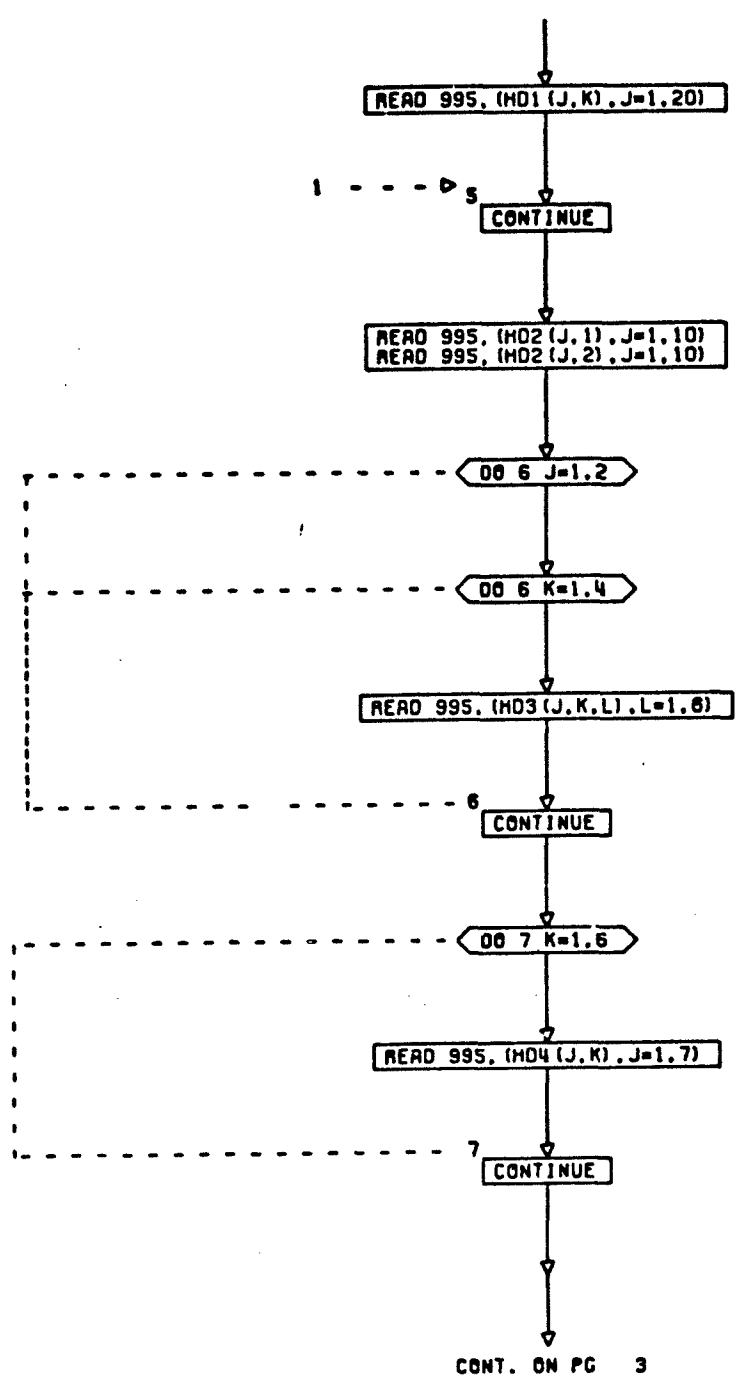 READ 995, (HD1(J,K),J=1,20)
1
5
CONTINUE
READ 995, (HD2(J,1),J=1,10)
READ 995, (HD2(J,2),J=1,10)
DO 6 J=1,2
DO 6 K=1,4
READ 995, (HD3(J,K,L),L=1,6)
6
CONTINUE
DO 7 K=1,6
READ 995, (HD4(J,K),J=1,7)
7
CONTINUE
CONT. ON PG 3